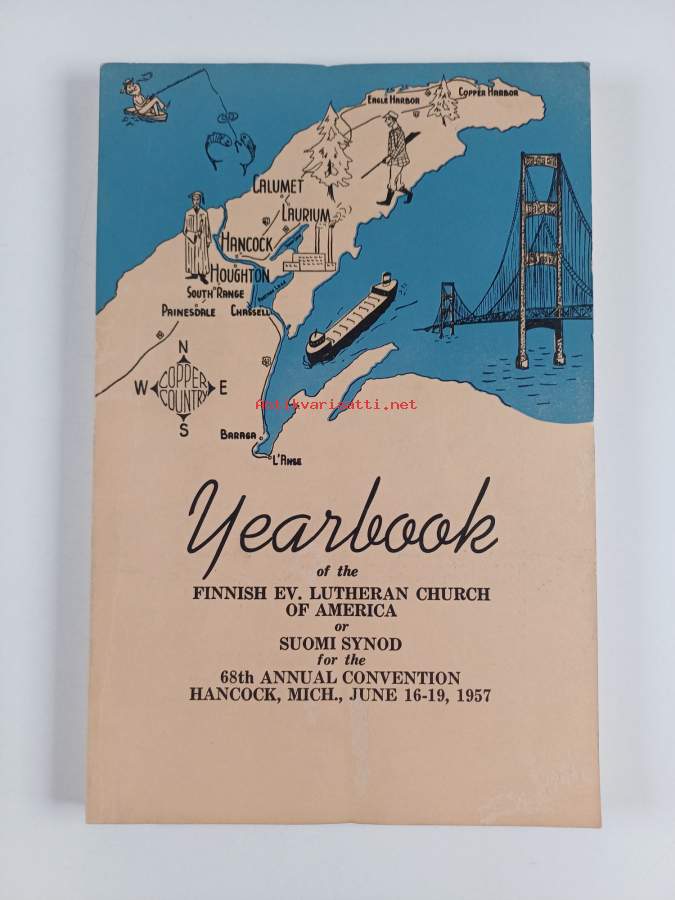 EAGLE HARBOR
COPPER HARBOR
CALUMET
LAURIUM
HANCOCK
HOUGHTON
SOUTH RANGE
PAINESDALE
CHASSELL
N
W COPPER COUNTRY E
S
Antikvariaatti.net
BARAGA
L'ANSE
Yearbook
of the
FINNISH EV. LUTHERAN CHURCH
OF AMERICA
or
SUOMI SYNOD
for the
68th ANNUAL CONVENTION
HANCOCK, MICH., JUNE 16-19, 1957